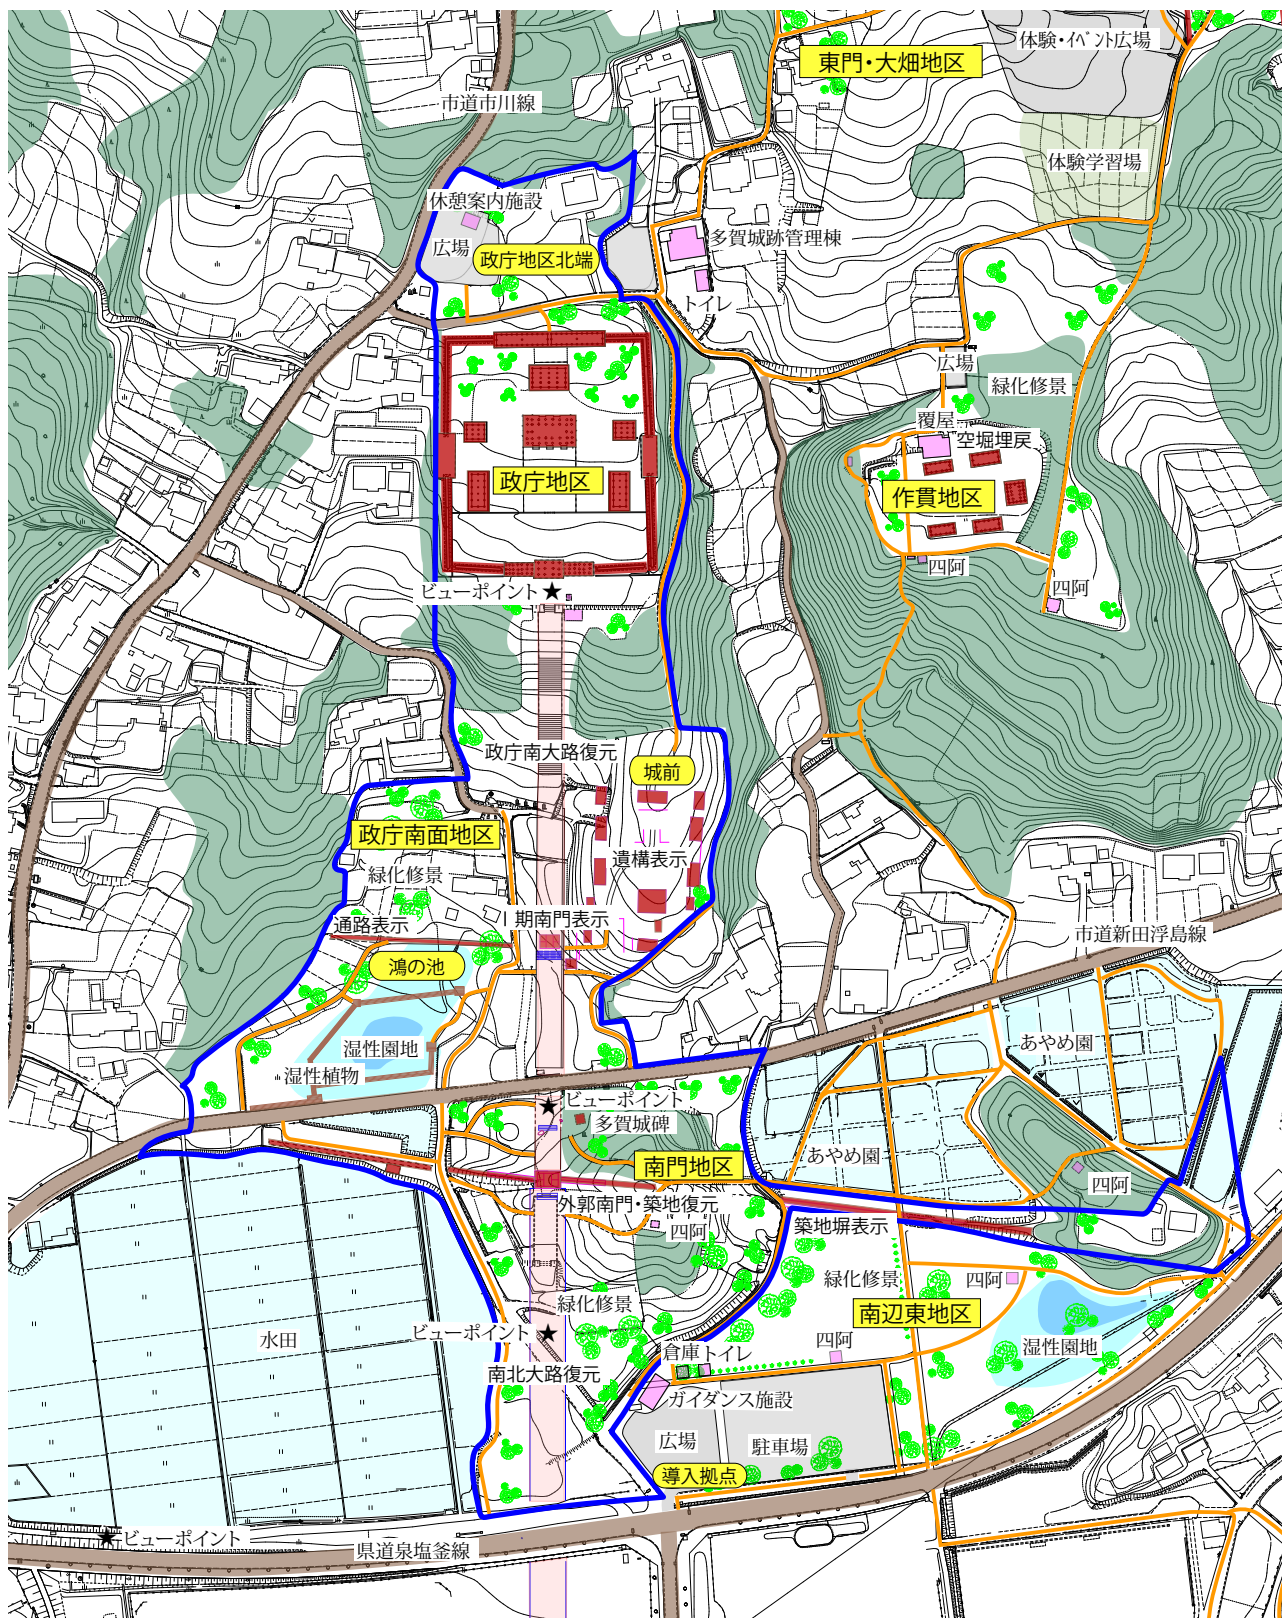 体験・ｲﾍﾞﾝﾄ広場
東門・大畑地区
市道市川線
体験学習場
休憩案内施設
多賀城跡管理棟
広場
政庁地区北端
トイレ
広場
緑化修景
覆屋
空堀埋戻
政庁地区
作貫地区
四阿
四阿
ビューポイント
政庁南大路復元
城前
政庁南面地区
遺構表示
緑化修景
通路表示
Ⅰ期南門表示
市道新田浮島線
鴻の池
湿性園地
あやめ園
湿性植物
ビューポイント
多賀城碑
あやめ園
南門地区
四阿
外郭南門・築地復元
四阿
築地塀表示
緑化修景
四阿
緑化修景
南辺東地区
水田
ビューポイント
四阿
湿性園地
倉庫トイレ
南北大路復元
ガイダンス施設
広場
駐車場
導入拠点
ビューポイント
県道泉塩釜線